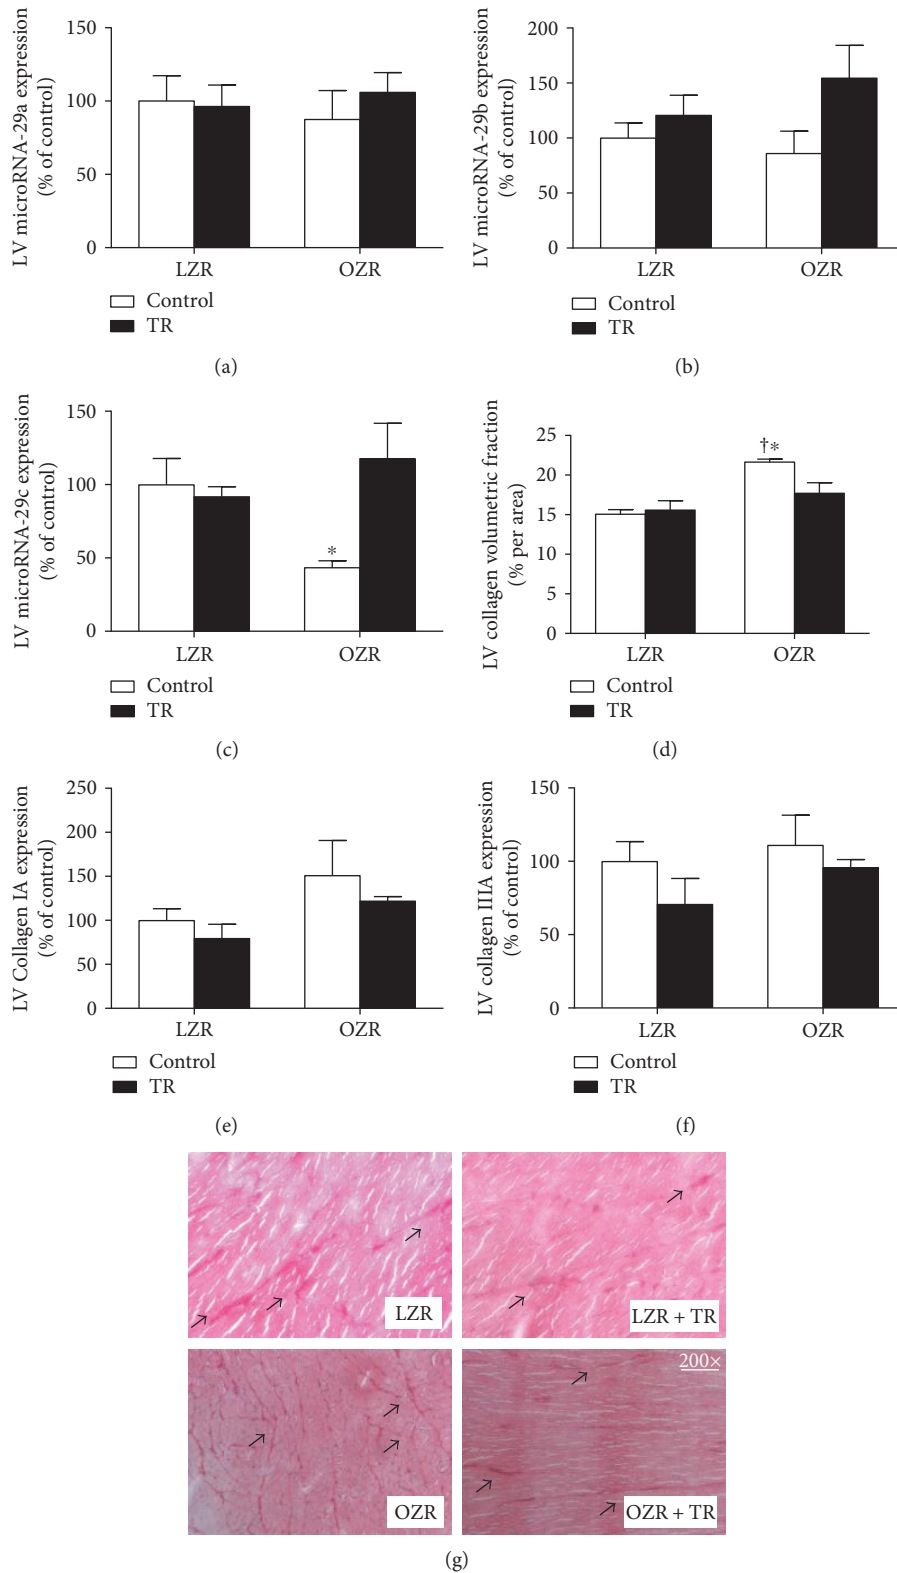 LV microRNA-29a expression
(% of control)
150
100
50
0
LZR
OZR
Control
TR
(a)
LV microRNA-29b expression
(% of control)
200
150
100
50
0
LZR
OZR
Control
TR
(b)
LV microRNA-29c expression
(% of control)
150
100
50
0
*
LZR
OZR
Control
TR
(c)
LV collagen volumetric fraction
(% per area)
25
20
15
10
5
0
†*
LZR
OZR
Control
TR
(d)
LV Collagen IA expression
(% of control)
250
200
150
100
50
0
LZR
OZR
Control
TR
(e)
LV collagen IIIA expression
(% of control)
150
100
50
0
LZR
OZR
Control
TR
(f)
LZR
LZR + TR
OZR
200×
OZR + TR
(g)